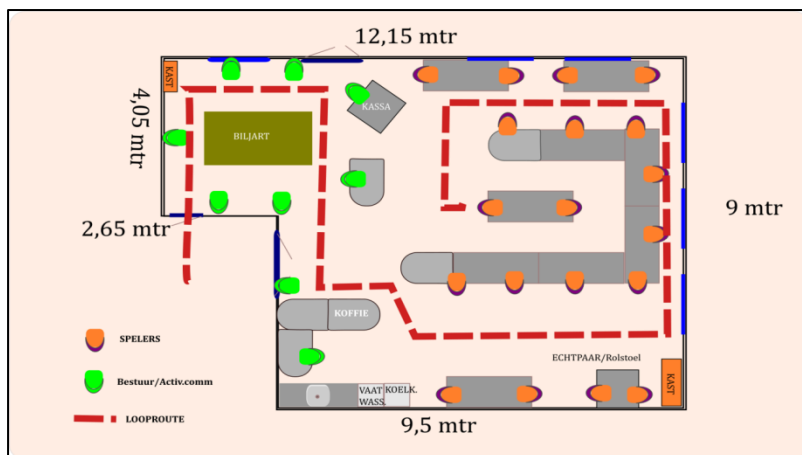 12,15 mtr
KAST
KASSA
4,05 mtr
BILJART
9 mtr
2,65 mtr
KOFFIE
SPELERS
ECHTPAAR/Rolstoel
Bestuur/Activ.comm
KAST
VAAT
WASS.
KOELK.
LOOPROUTE
9,5 mtr